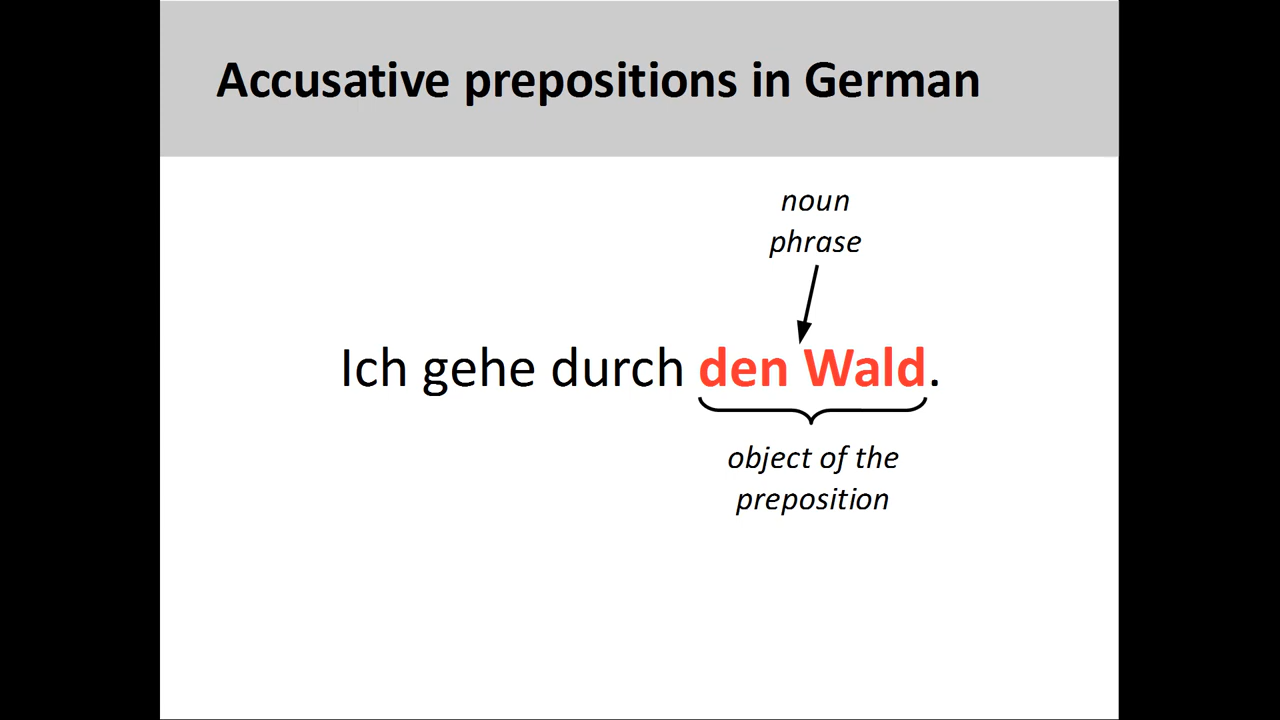 Accusative prepositions in German
noun
phrase
Ich gehe durch den Wald.
object of the
preposition